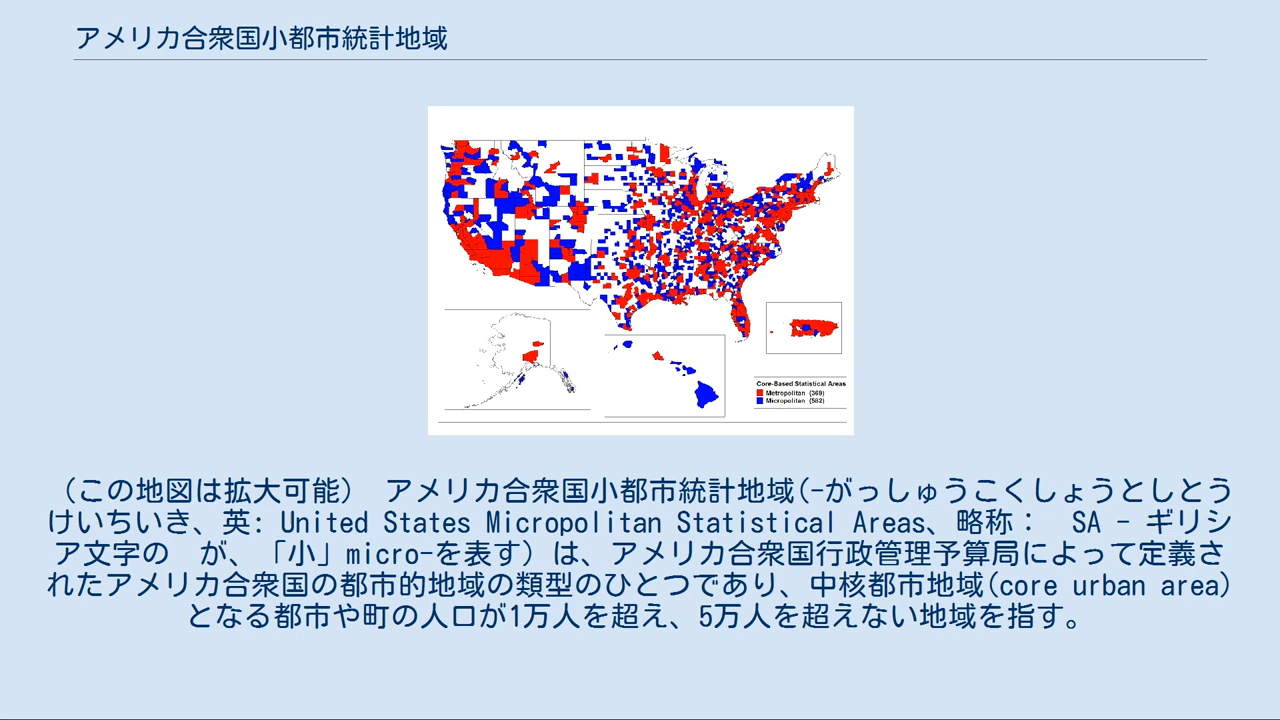 アメリカ合衆国小都市統計地域
Core-Based Statistical Areas
Metropolitan (369)
Micropolitan (582)
(この地図は拡大可能) アメリカ合衆国小都市統計地域(-がっしゅうこくしょうとしとう
けいちいき、英: United States Micropolitan Statistical Areas、略称： SA - ギリシ
ア文字の が、「小」micro-を表す）は、アメリカ合衆国行政管理予算局によって定義さ
れたアメリカ合衆国の都市的地域の類型のひとつであり、中核都市地域(core urban area)
となる都市や町の人口が1万人を超え、5万人を超えない地域を指す。